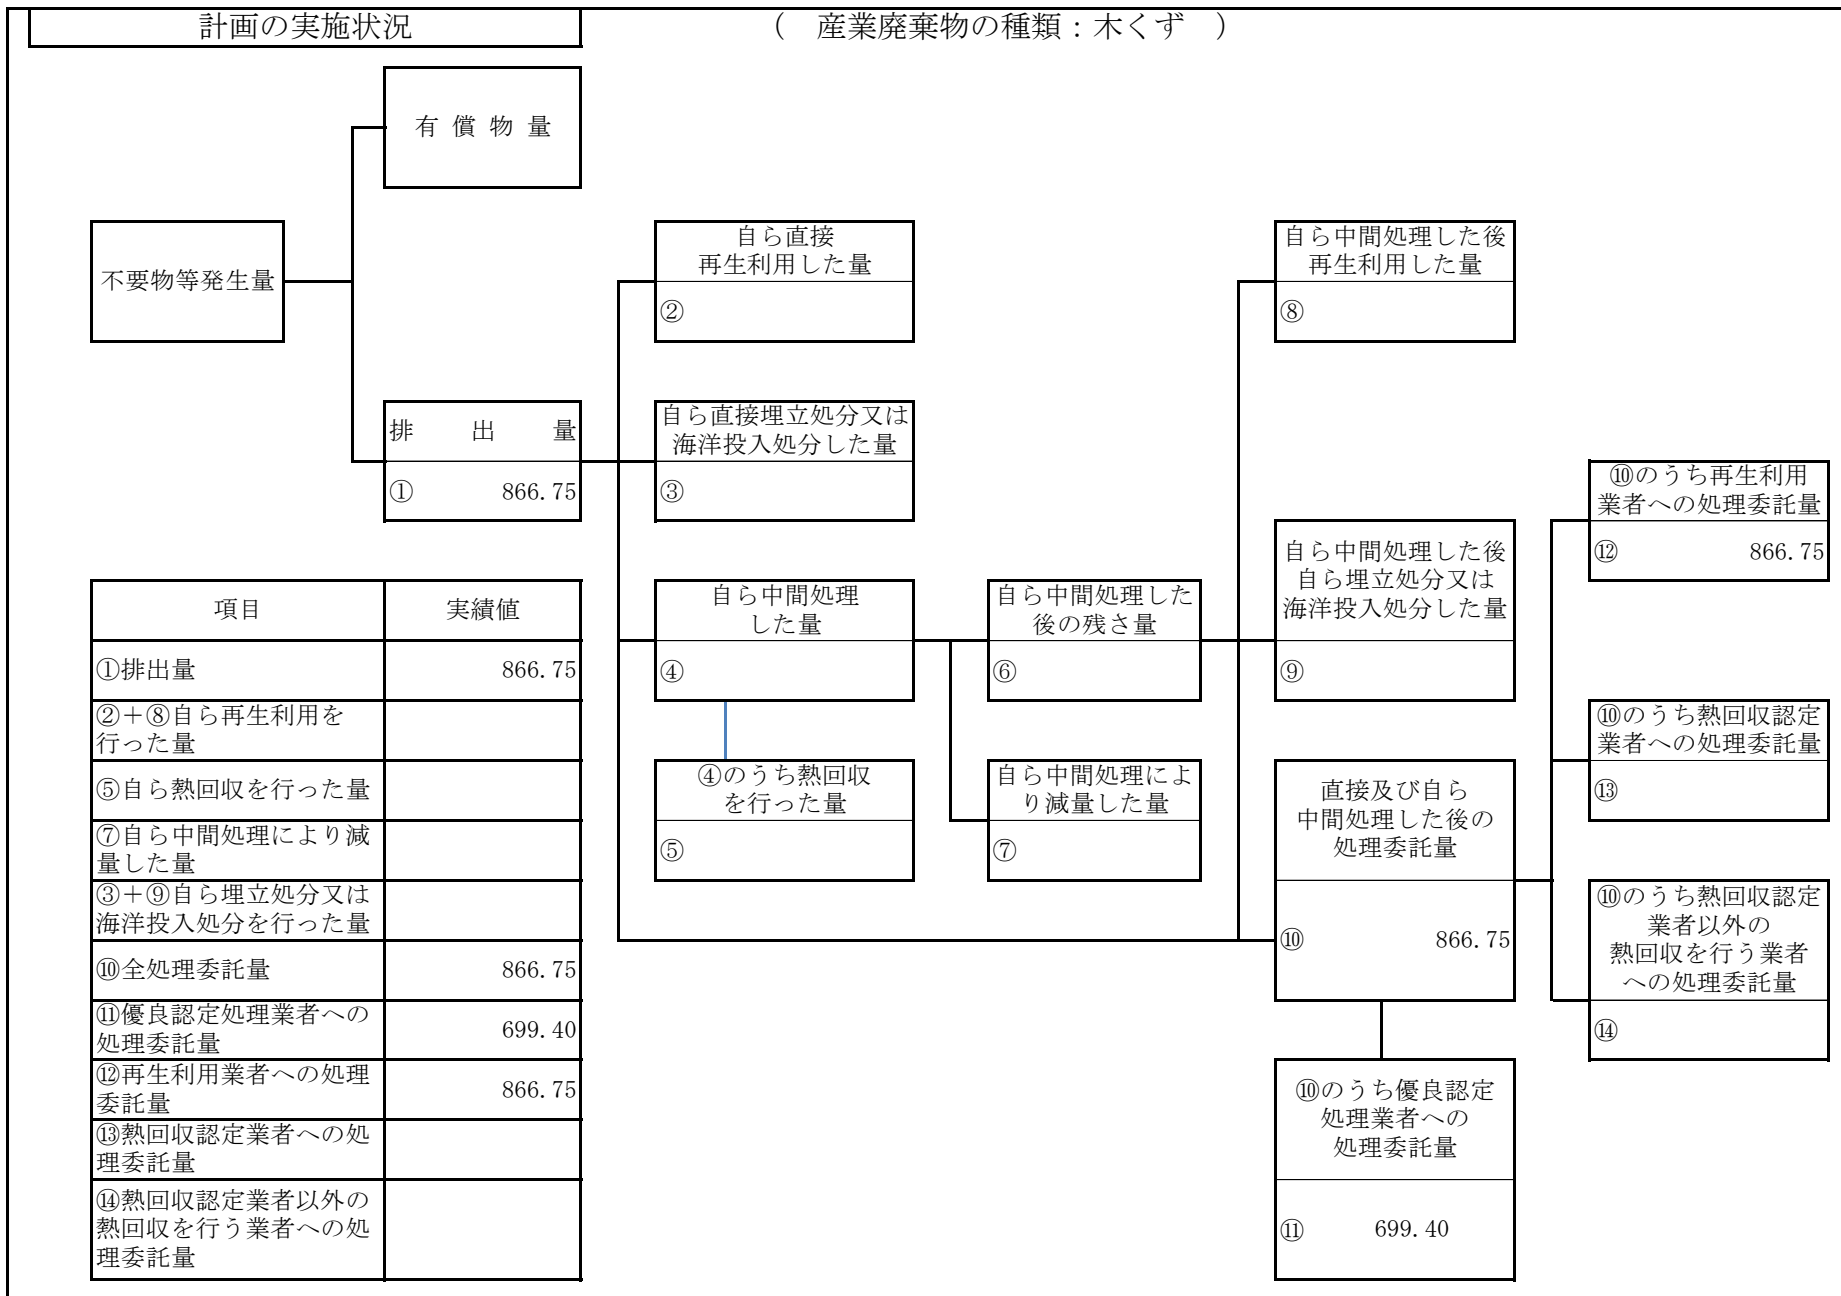 計画の実施状況
（　産業廃棄物の種類：木くず　）
有 償 物 量
不要物等発生量
自ら直接
再生利用した量
②
自ら中間処理した後
再生利用した量
⑧
排 出 量
① 866.75
自ら直接埋立処分又は
海洋投入処分した量
③
⑩のうち再生利用
業者への処理委託量
⑫ 866.75
自ら中間処理した後
自ら埋立処分又は
海洋投入処分した量
⑨
自ら中間処理
した量
④
自ら中間処理した
後の残さ量
⑥
⑩のうち熱回収認定
業者への処理委託量
⑬
④のうち熱回収
を行った量
⑤
自ら中間処理によ
り減量した量
⑦
直接及び自ら
中間処理した後の
処理委託量
⑩ 866.75
⑩のうち熱回収認定
業者以外の
熱回収を行う業者
への処理委託量
⑭
⑩のうち優良認定
処理業者への
処理委託量
⑪ 699.40
項目 実績値
①排出量 866.75
②＋⑧自ら再生利用を
行った量
⑤自ら熱回収を行った量
⑦自ら中間処理により減
量した量
③＋⑨自ら埋立処分又は
海洋投入処分を行った量
⑩全処理委託量 866.75
⑪優良認定処理業者への
処理委託量 699.40
⑫再生利用業者への処理
委託量 866.75
⑬熱回収認定業者への処
理委託量
⑭熱回収認定業者以外の
熱回収を行う業者への処
理委託量